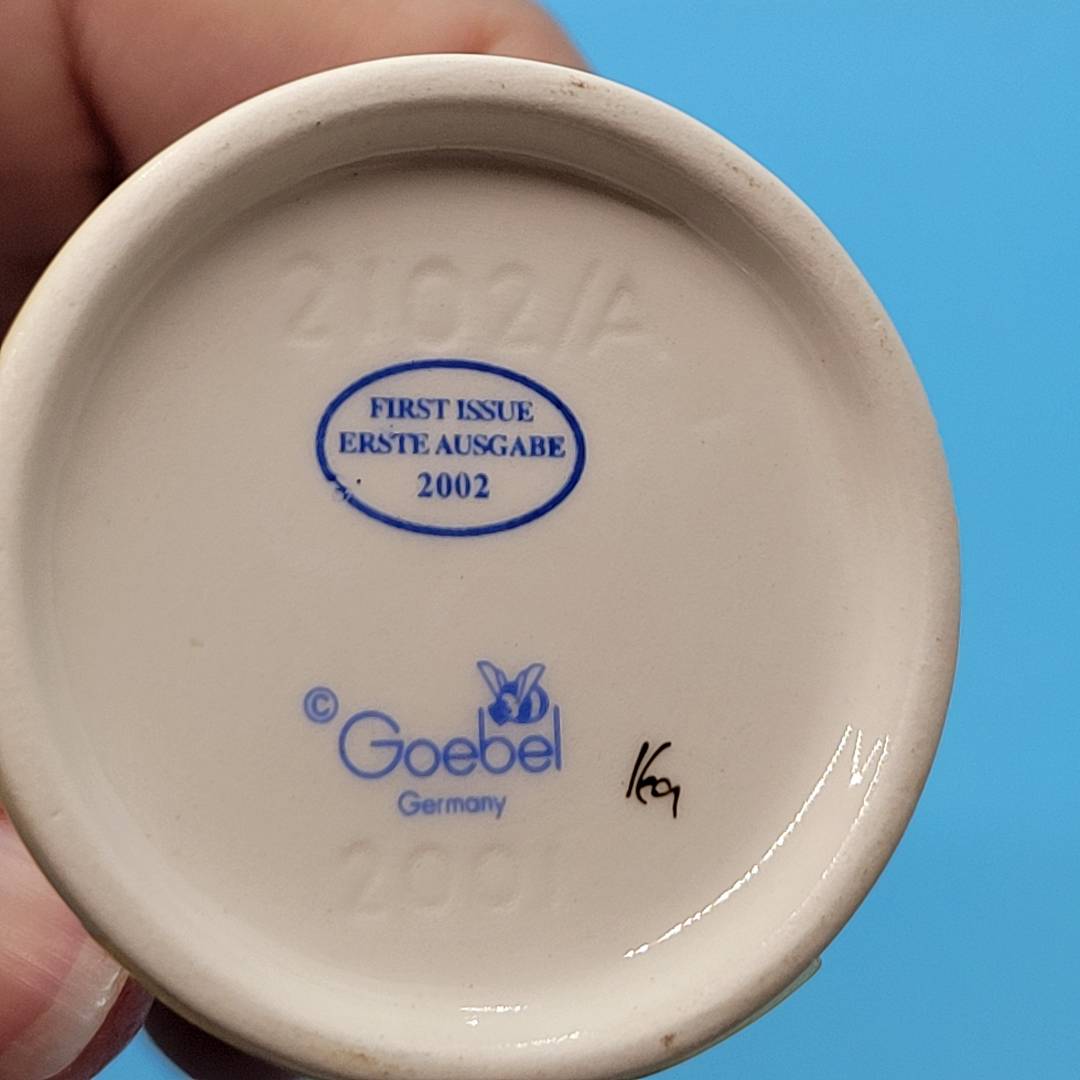 2102/A
FIRST ISSUE
ERSTE AUSGABE
2002
© Goebel
Germany
2001